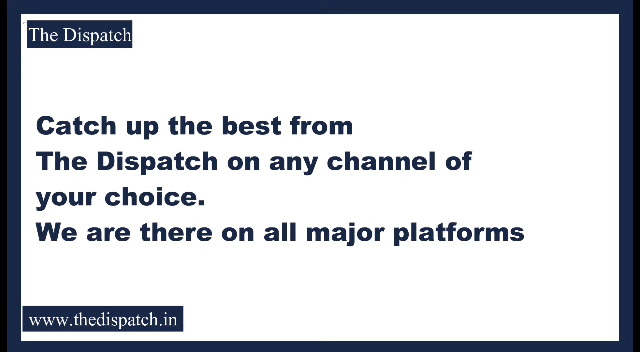 The Dispatch
Catch up the best from
The Dispatch on any channel of
your choice.
We are there on all major platforms
www.thedispatch.in